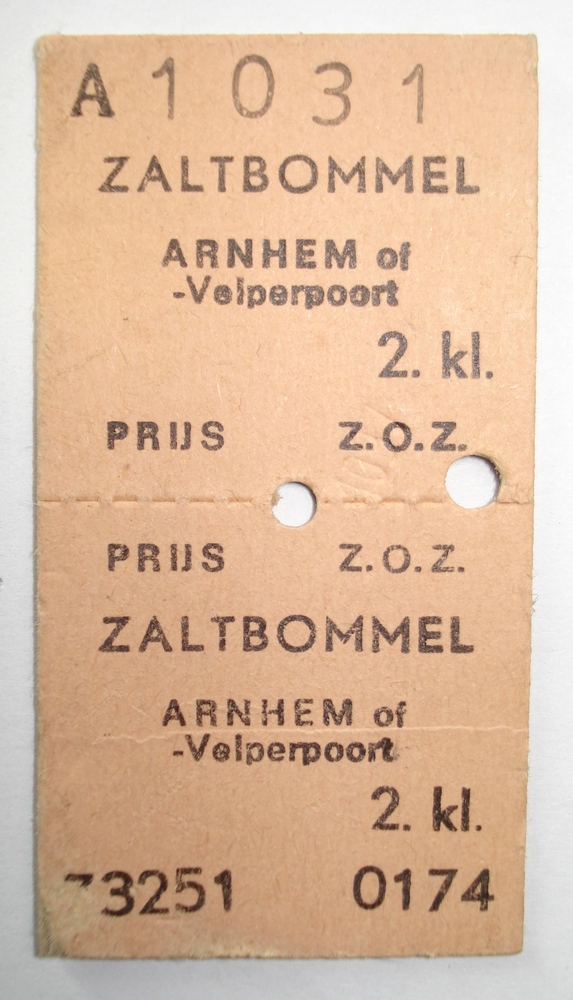 A 1 0 3 1
ZALTBOMMEL
ARNHEM of
-Velperpoort
2. kl.
PRIJS Z.O.Z.
PRIJS Z.O.Z.
ZALTBOMMEL
ARNHEM of
-Velperpoort
2. kl.
73251 0174